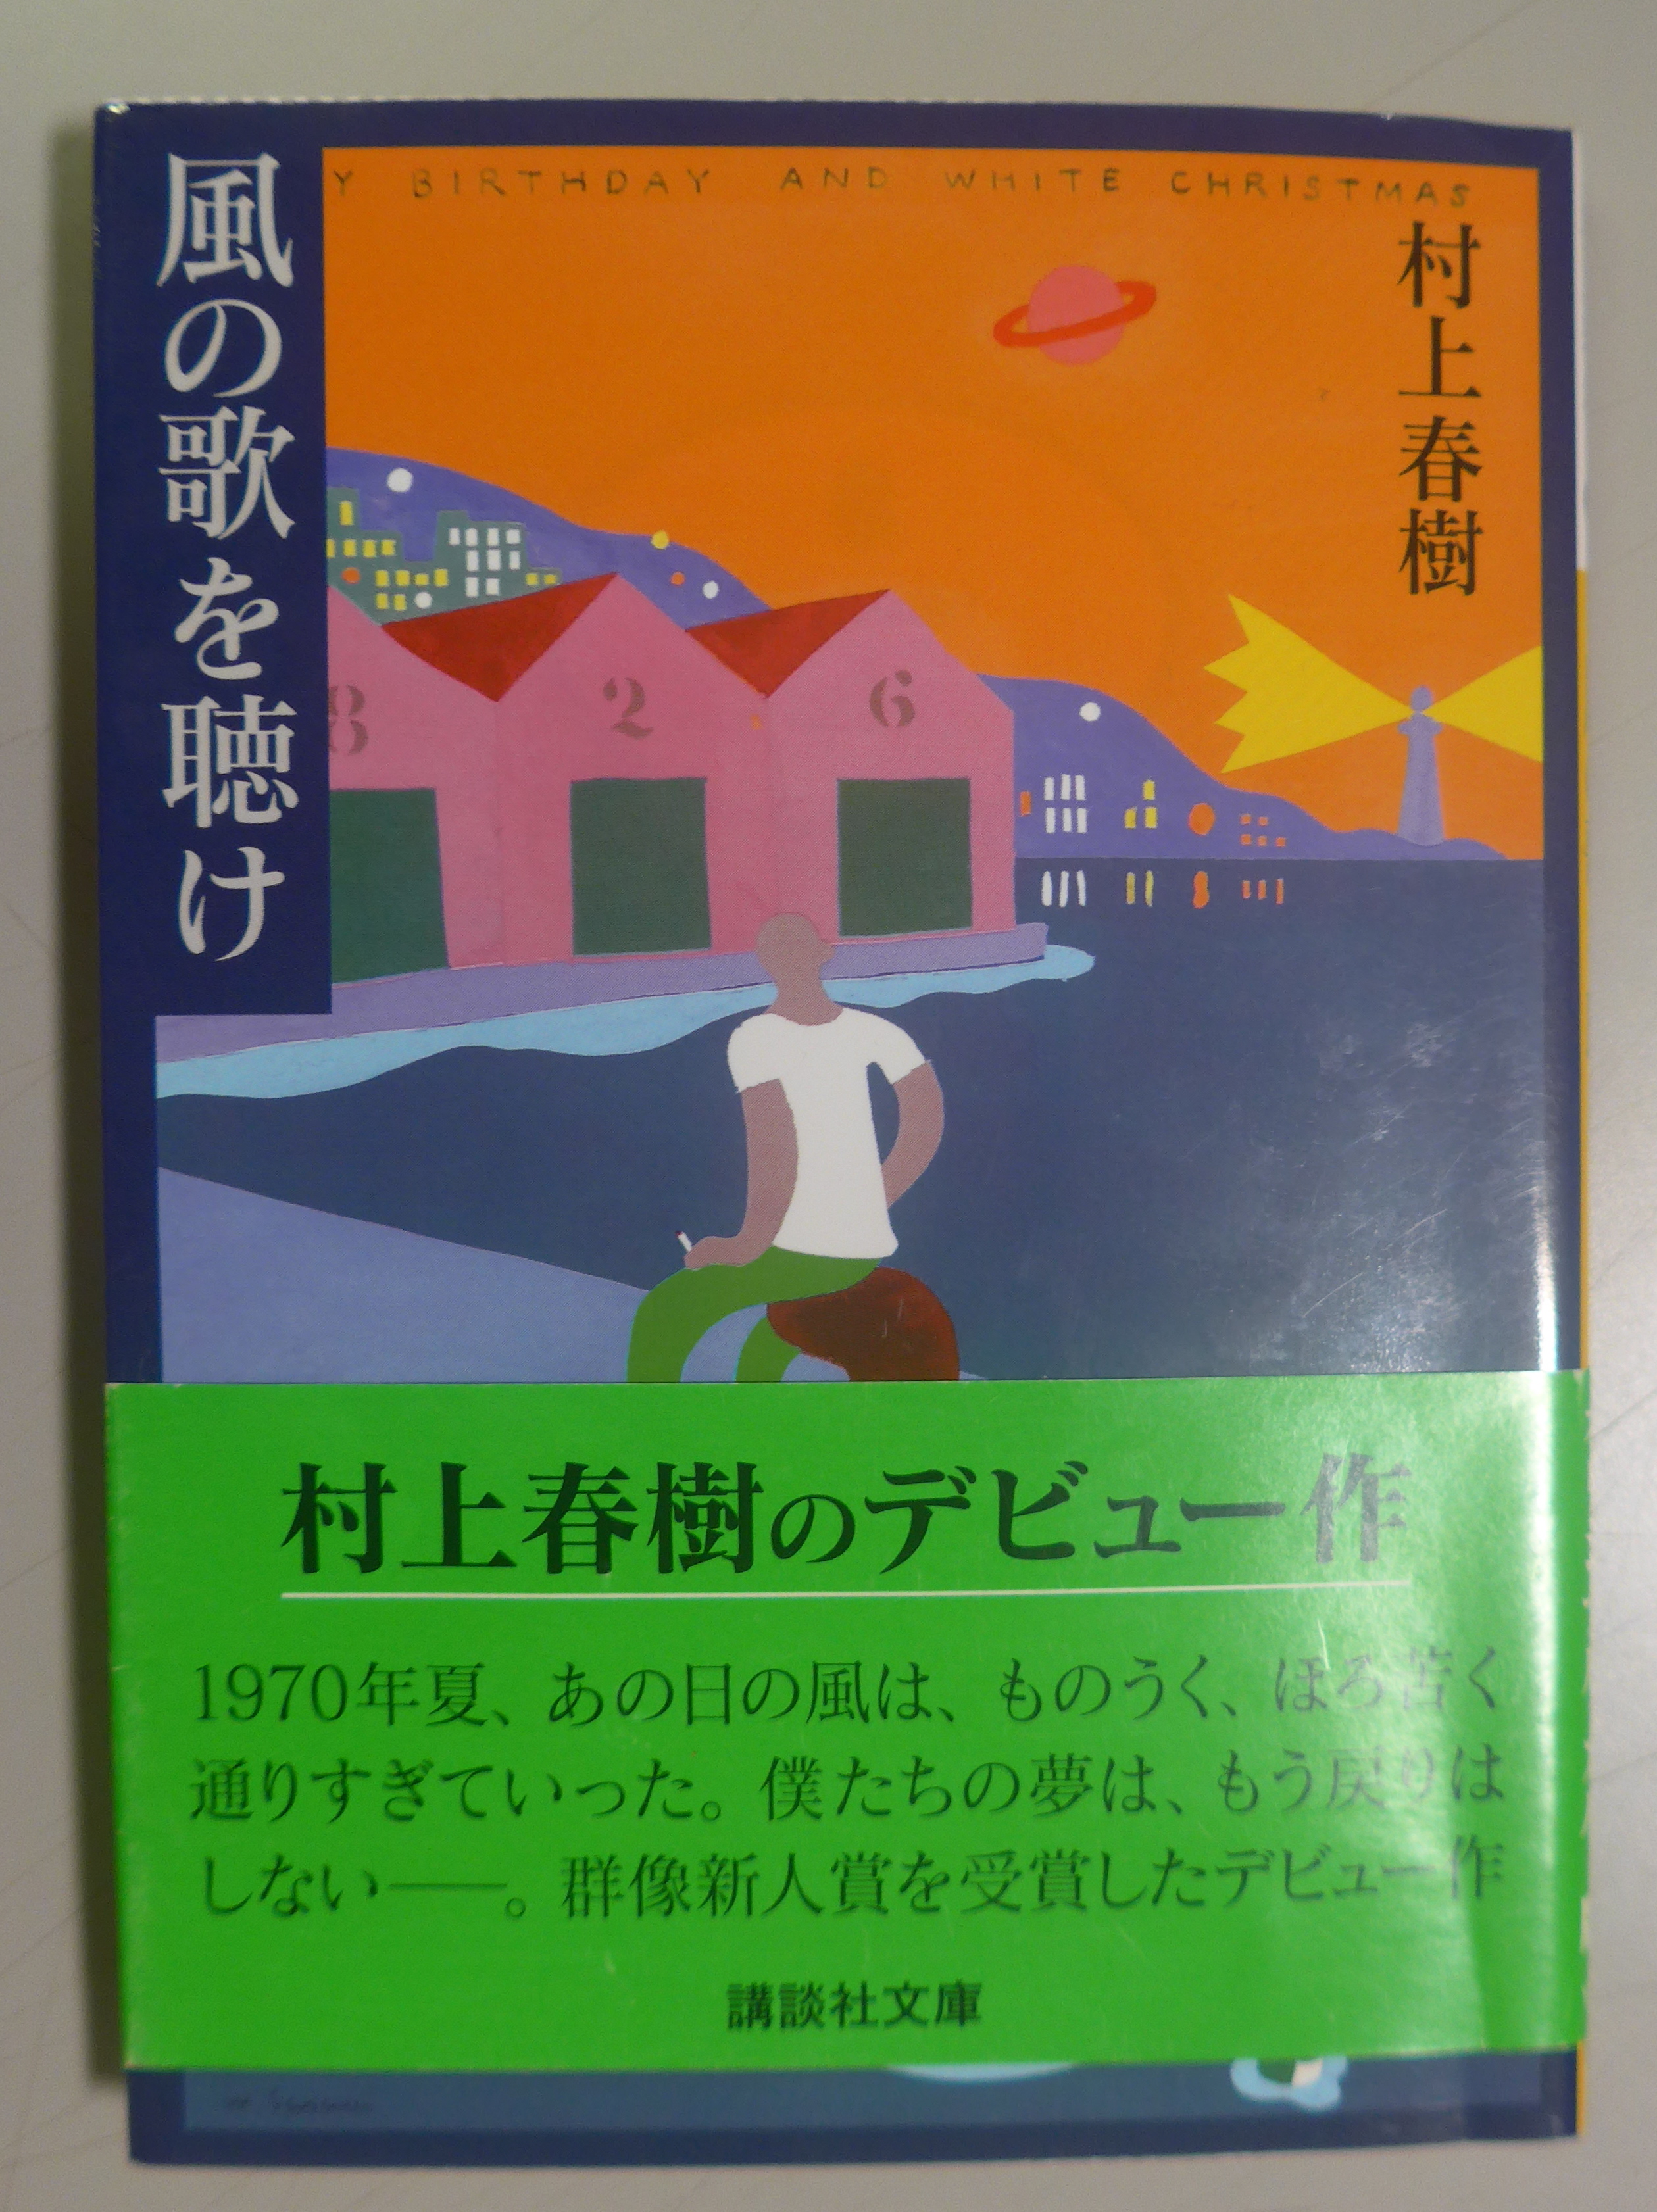 風の歌を聴け
Y BIRTHDAY AND WHITE CHRISTMAS
村上春樹
8
2
6
村上春樹のデビュー作
1970年夏、あの日の風は、ものうく、ほろ苦く
通りすぎていった。僕たちの夢は、もう戻りは
しない――。群像新人賞を受賞したデビュー作
講談社文庫